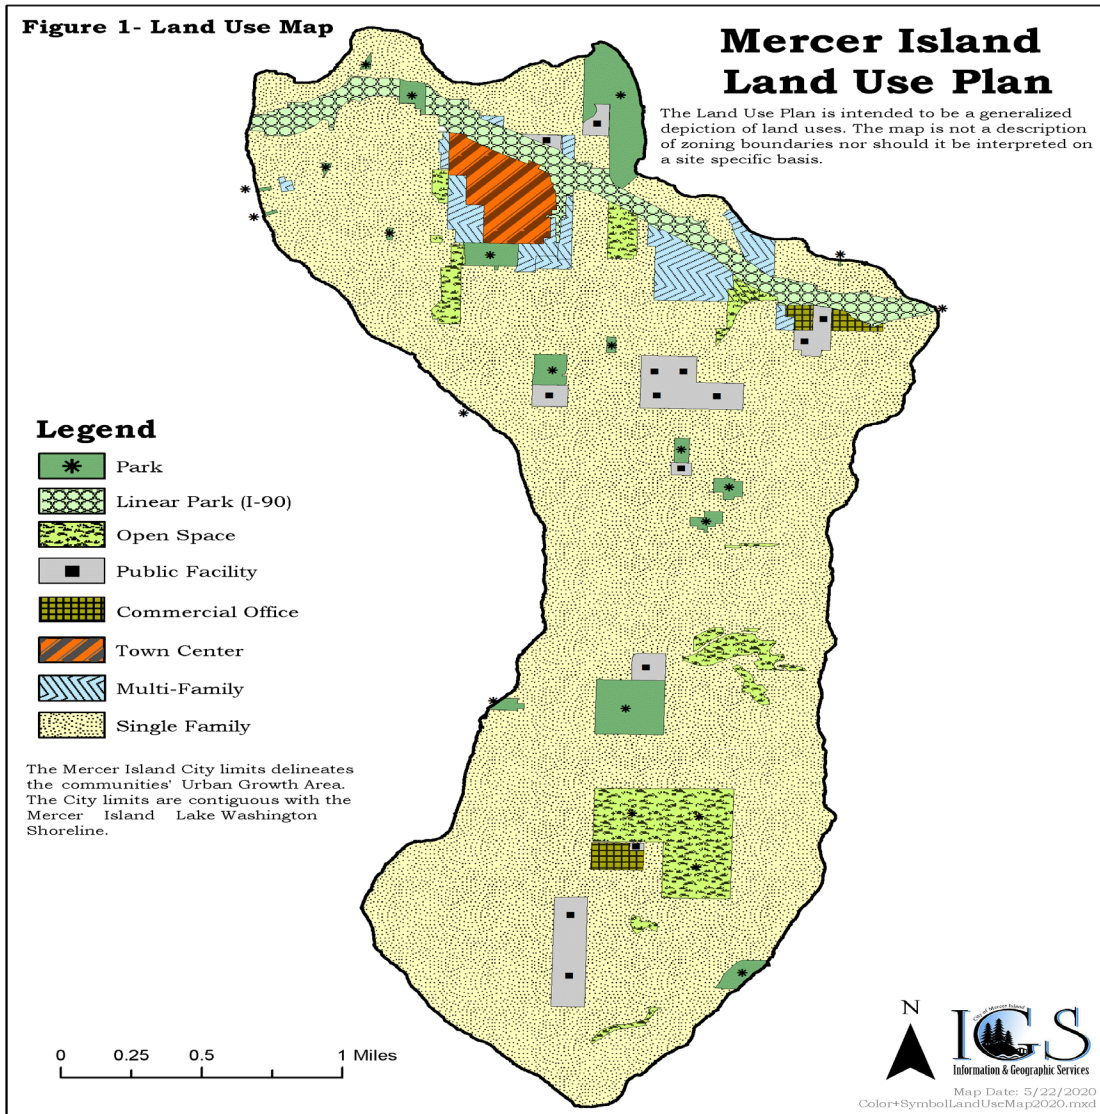 Figure 1- Land Use Map
Mercer Island
Land Use Plan
The Land Use Plan is intended to be a generalized
depiction of land uses. The map is not a description
of zoning boundaries nor should it be interpreted on
a site specific basis.
Legend
Park
Linear Park (I-90)
Open Space
Public Facility
Commercial Office
Town Center
Multi-Family
Single Family
The Mercer Island City limits delineates
the communities' Urban Growth Area.
The City limits are contiguous with the
Mercer Island Lake Washington
Shoreline.
0 0.25 0.5 1 Miles
N
City of Mercer Island
IGS
Information & Geographic Services
Map Date: 5/22/2020
Color+SymbolLandUseMap2020.mxd